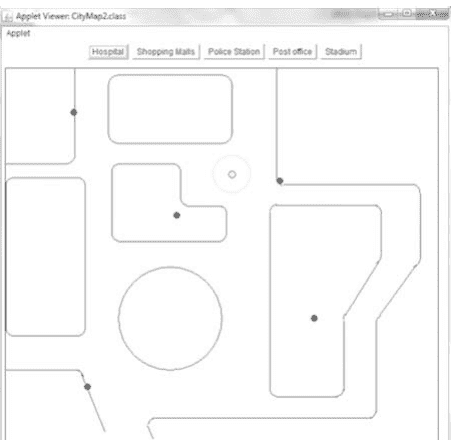 Applet Viewer: CityMap2.class
Applet
Hospital Shopping Malls Police Station Post office Stadium